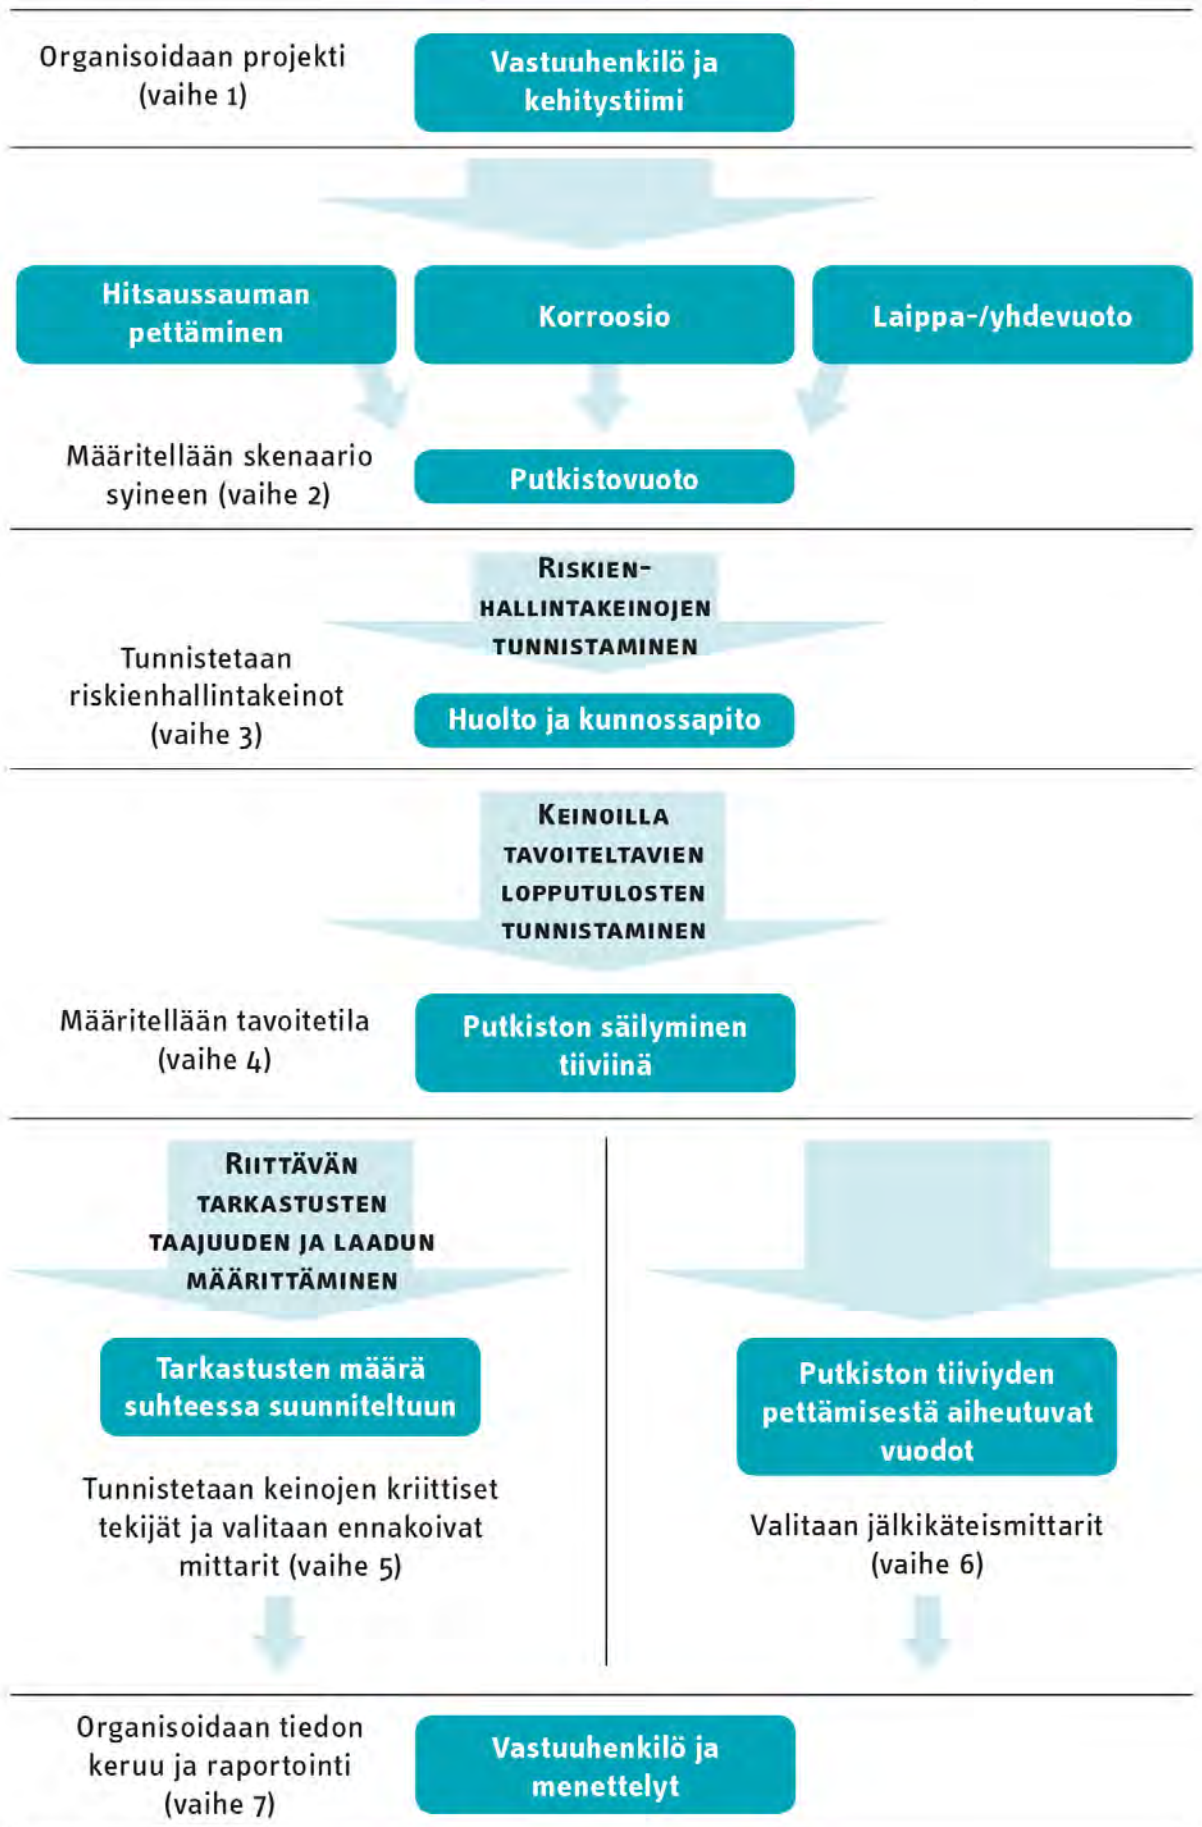 Organisoidaan projekti
(vaihe 1)
Vastuuhenkilö ja
kehitystiimi
Hitsaussauman
pettäminen
Korroosio
Laippa-/yhdevuoto
Määritellään skenaario
syineen (vaihe 2)
Putkistovuoto
RISKIEN-
HALLINTAKEINOJEN
TUNNISTAMINEN
Tunnistetaan
riskienhallintakeinot
(vaihe 3)
Huolto ja kunnossapito
KEINOILLA
TAVOITELTAVIEN
LOPPUTULOSTEN
TUNNISTAMINEN
Määritellään tavoitetila
(vaihe 4)
Putkiston säilyminen
tiiviinä
RIITTÄVÄN
TARKASTUSTEN
TAAJUUDEN JA LAADUN
MÄÄRITTÄMINEN
Tarkastusten määrä
suhteessa suunniteltuun
Tunnistetaan keinojen kriittiset
tekijät ja valitaan ennakoivat
mittarit (vaihe 5)
Putkiston tiiviyden
pettämisestä aiheutuvat
vuodot
Valitaan jälkikäteismittarit
(vaihe 6)
Organisoidaan tiedon
keruu ja raportointi
(vaihe 7)
Vastuuhenkilö ja
menettelyt